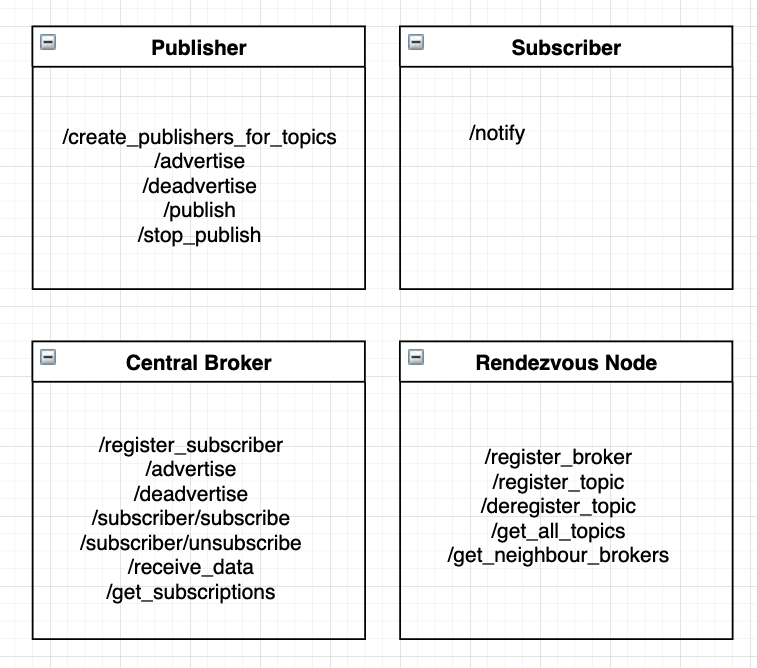 Publisher
/create_publishers_for_topics
/advertise
/deadvertise
/publish
/stop_publish
Subscriber
/notify
Central Broker
/register_subscriber
/advertise
/deadvertise
/subscriber/subscribe
/subscriber/unsubscribe
/receive_data
/get_subscriptions
Rendezvous Node
/register_broker
/register_topic
/deregister_topic
/get_all_topics
/get_neighbour_brokers